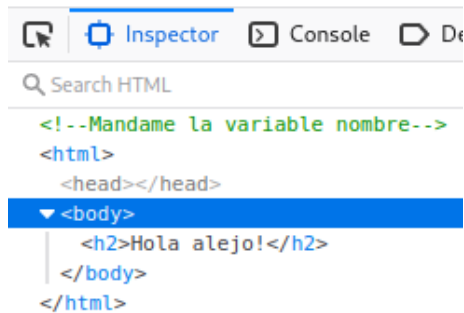 Inspector Console De
Search HTML
<!--Mandame la variable nombre-->
<html>
<head></head>
<body>
<h2>Hola alejo!</h2>
</body>
</html>